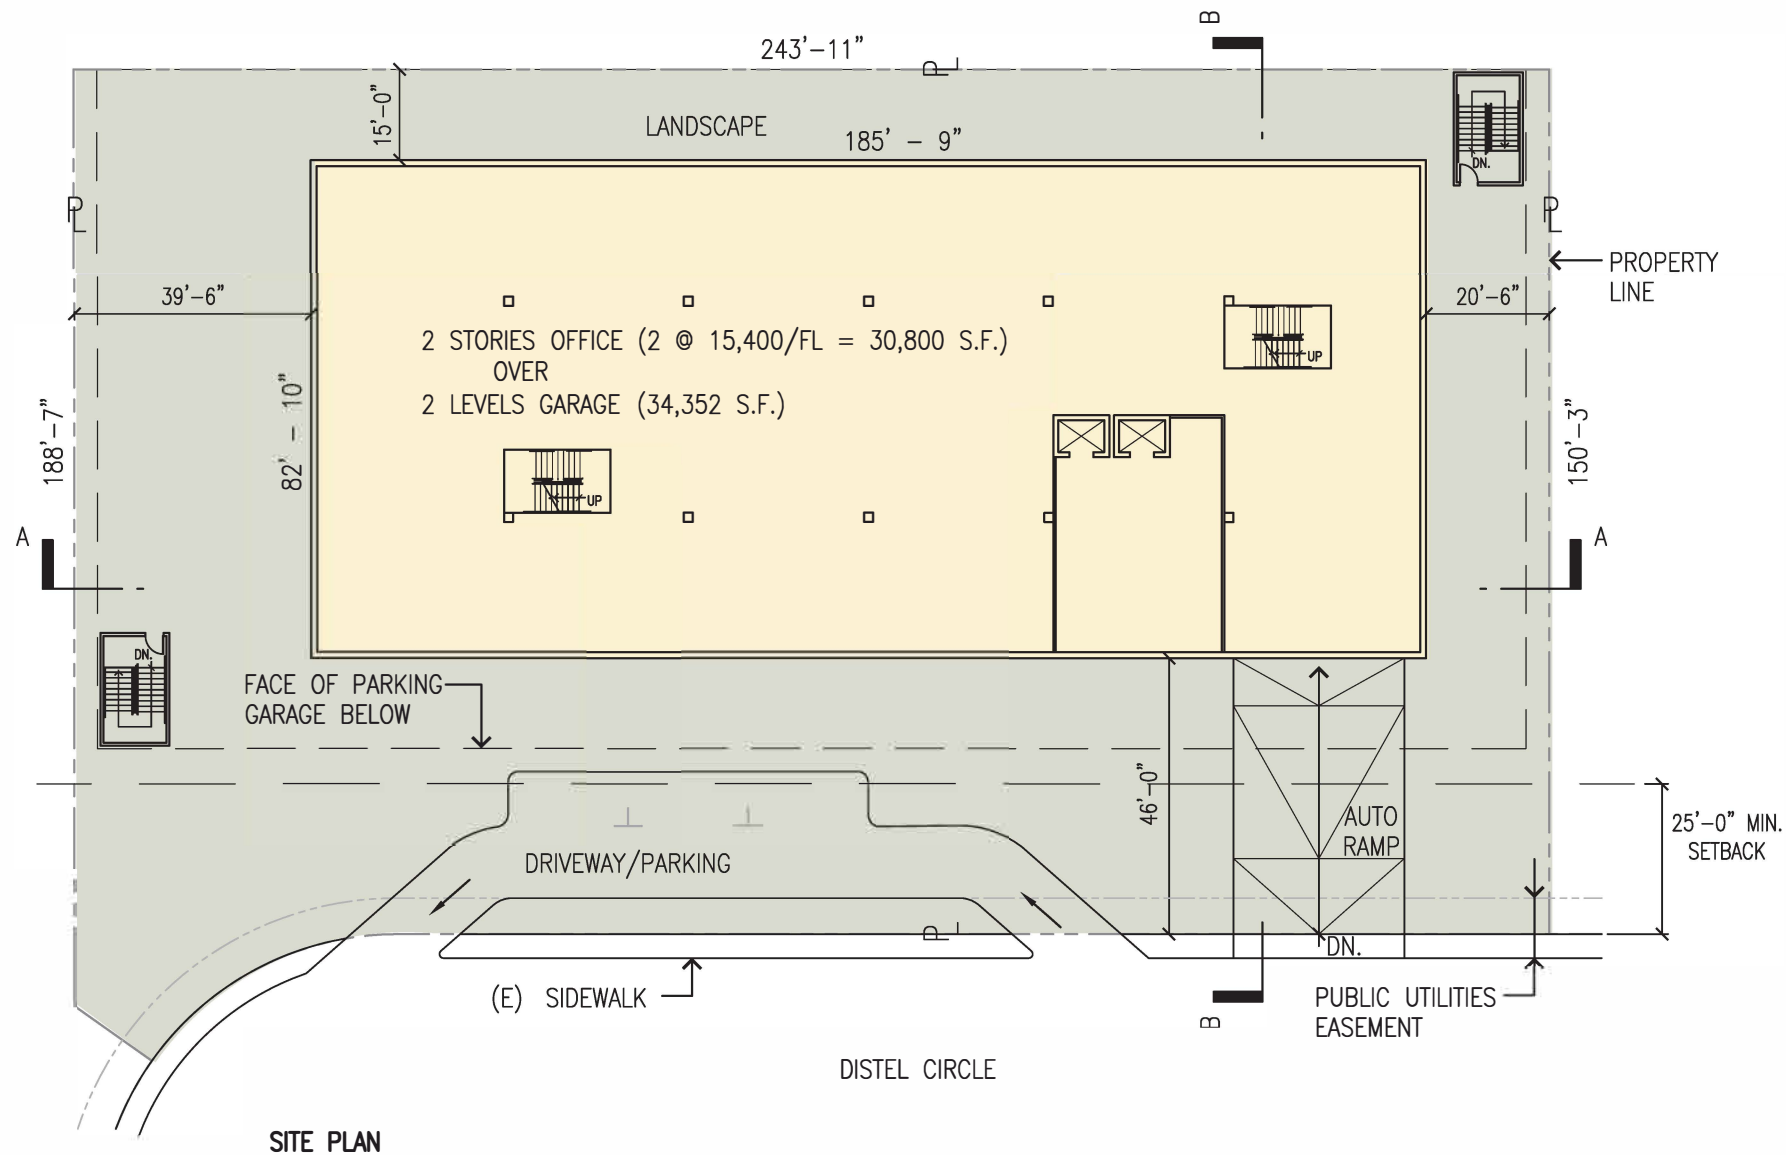 B
243'-11"
PL
15'-0"
LANDSCAPE
185' - 9"
DN.
PL
PL
PROPERTY
LINE
39'-6"
20'-6"
2 STORIES OFFICE (2 @ 15,400/FL = 30,800 S.F.)
OVER
2 LEVELS GARAGE (34,352 S.F.)
UP
82' - 10"
188'-7"
150'-3"
UP
A
A
DN.
FACE OF PARKING
GARAGE BELOW
46'-0"
AUTO
RAMP
25'-0" MIN.
SETBACK
DRIVEWAY/PARKING
PL
DN.
(E) SIDEWALK
B
PUBLIC UTILITIES
EASEMENT
DISTEL CIRCLE
SITE PLAN